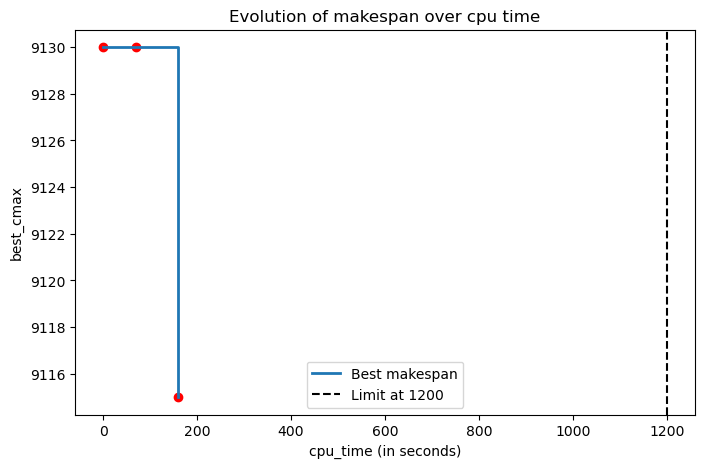 Evolution of makespan over cpu time
9130
9128
9126
9124
9122
9120
9118
9116
best_cmax
0 200 400 600 800 1000 1200
cpu_time (in seconds)
Best makespan
Limit at 1200